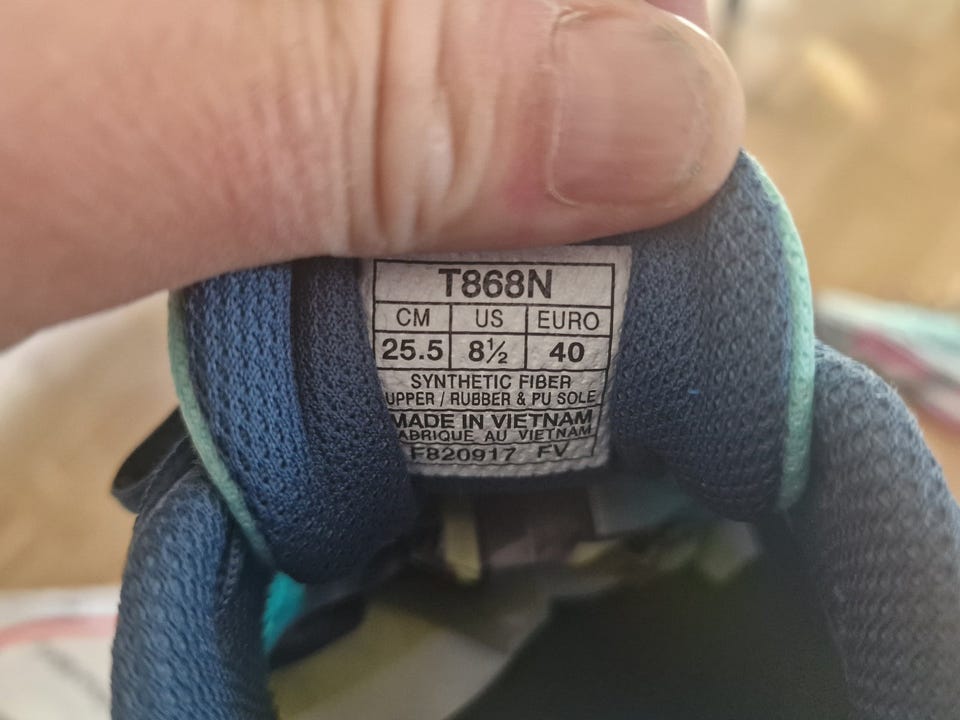 T868N
CM US EURO
25.5 8½ 40
SYNTHETIC FIBER
UPPER / RUBBER & PU SOLE
MADE IN VIETNAM
FABRIQUE AU VIETNAM
F820917 FV